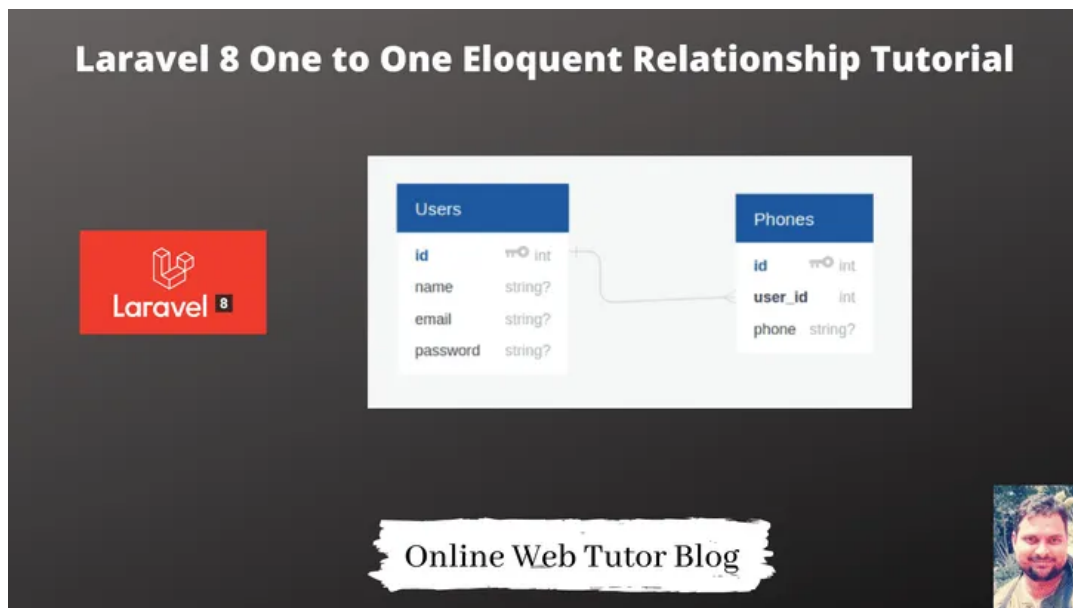 Laravel 8 One to One Eloquent Relationship Tutorial
Laravel 8
Users
id int
name string?
email string?
password string?
Phones
id int
user_id int
phone string?
Online Web Tutor Blog